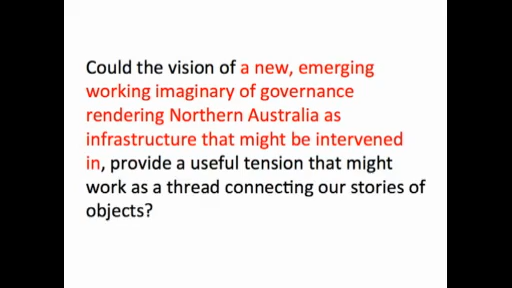 Could the vision of a new, emerging
working imaginary of governance
rendering Northern Australia as
infrastructure that might be intervened
in, provide a useful tension that might
work as a thread connecting our stories of
objects?